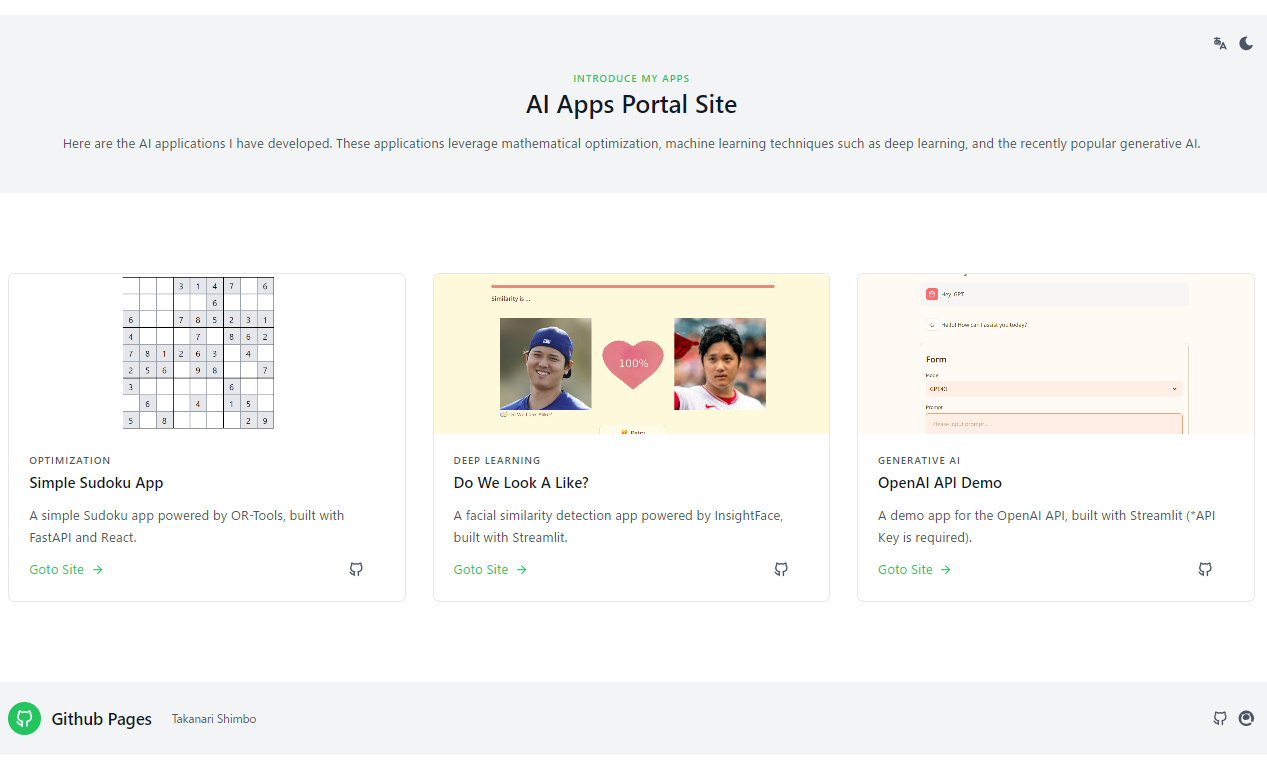 INTRODUCE MY APPS
AI Apps Portal Site
Here are the AI applications I have developed. These applications leverage mathematical optimization, machine learning techniques such as deep learning, and the recently popular generative AI.
3 1 4 7 6
6
6 7 8 5 2 3 1
4 7 8 6 2
7 8 1 2 6 3 4
2 5 6 9 8 7
3 6
6 4 1 5
5 8 2 9
OPTIMIZATION
Simple Sudoku App
A simple Sudoku app powered by OR-Tools, built with
FastAPI and React.
Goto Site →
Similarity is ...
100%
Do We Look Alike?
Retry
DEEP LEARNING
Do We Look A Like?
A facial similarity detection app powered by InsightFace,
built with Streamlit.
Goto Site →
Hey, GPT
G Hello! How can I assist you today?
Form
Model
GPT4O
Prompt
Please input prompt...
GENERATIVE AI
OpenAI API Demo
A demo app for the OpenAI API, built with Streamlit (*API
Key is required).
Goto Site →
Github Pages
Takanari Shimbo